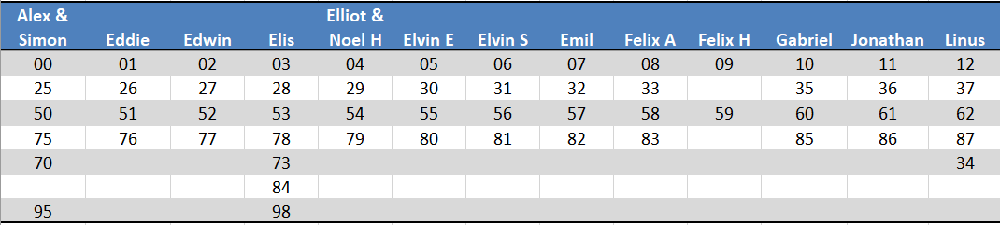 Alex & Elliot &
Simon Eddie Edwin Elis Noel H Elvin E Elvin S Emil Felix A Felix H Gabriel Jonathan Linus
00 01 02 03 04 05 06 07 08 09 10 11 12
25 26 27 28 29 30 31 32 33 35 36 37
50 51 52 53 54 55 56 57 58 59 60 61 62
75 76 77 78 79 80 81 82 83 85 86 87
70 73 34
84
95 98